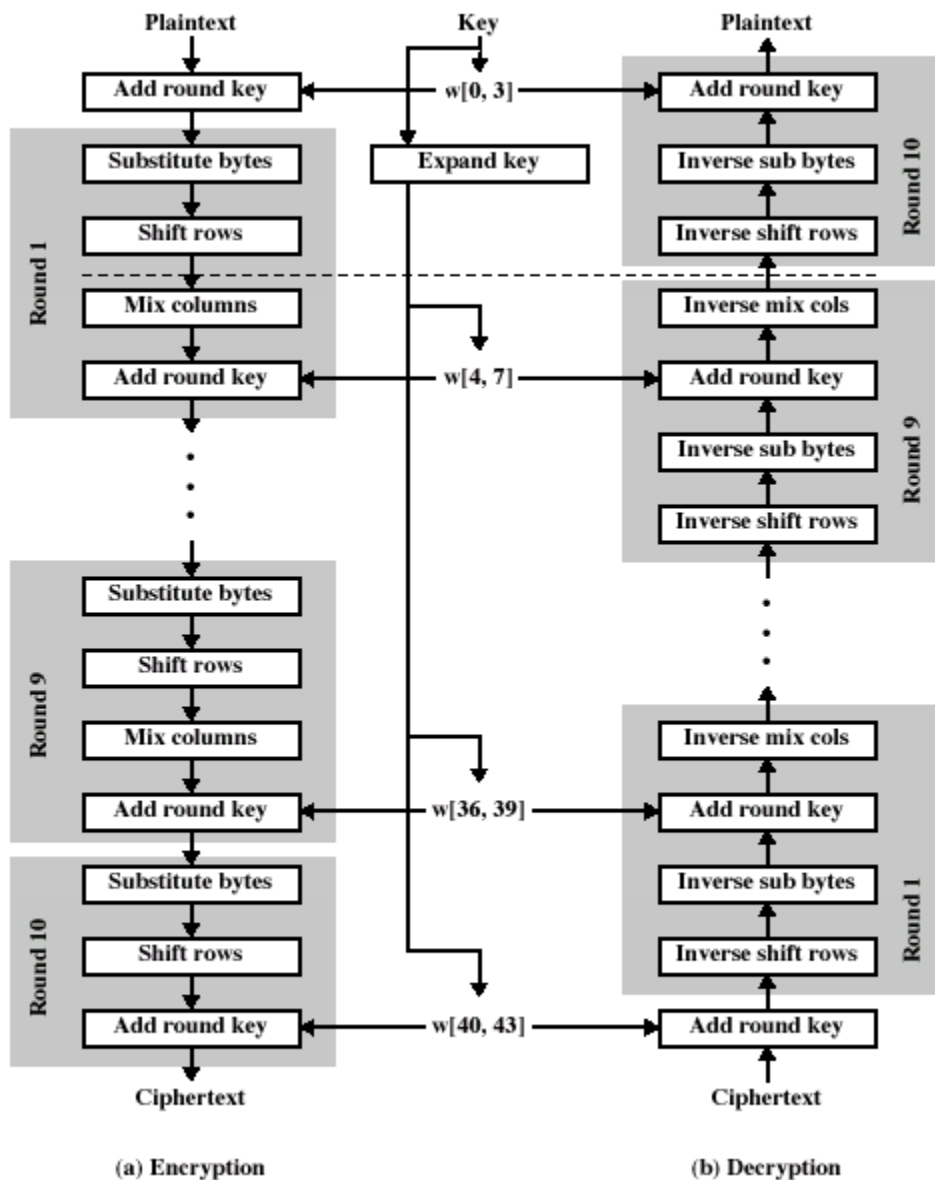 Plaintext
Add round key
Round 1
Substitute bytes
Shift rows
Mix columns
Add round key
Round 9
Substitute bytes
Shift rows
Mix columns
Add round key
Round 10
Substitute bytes
Shift rows
Add round key
Ciphertext
(a) Encryption
Key
w[0, 3]
Expand key
w[4, 7]
w[36, 39]
w[40, 43]
Plaintext
Add round key
Inverse sub bytes
Inverse shift rows
Round 10
Inverse mix cols
Add round key
Inverse sub bytes
Inverse shift rows
Round 9
Inverse mix cols
Add round key
Inverse sub bytes
Inverse shift rows
Round 1
Add round key
Ciphertext
(b) Decryption